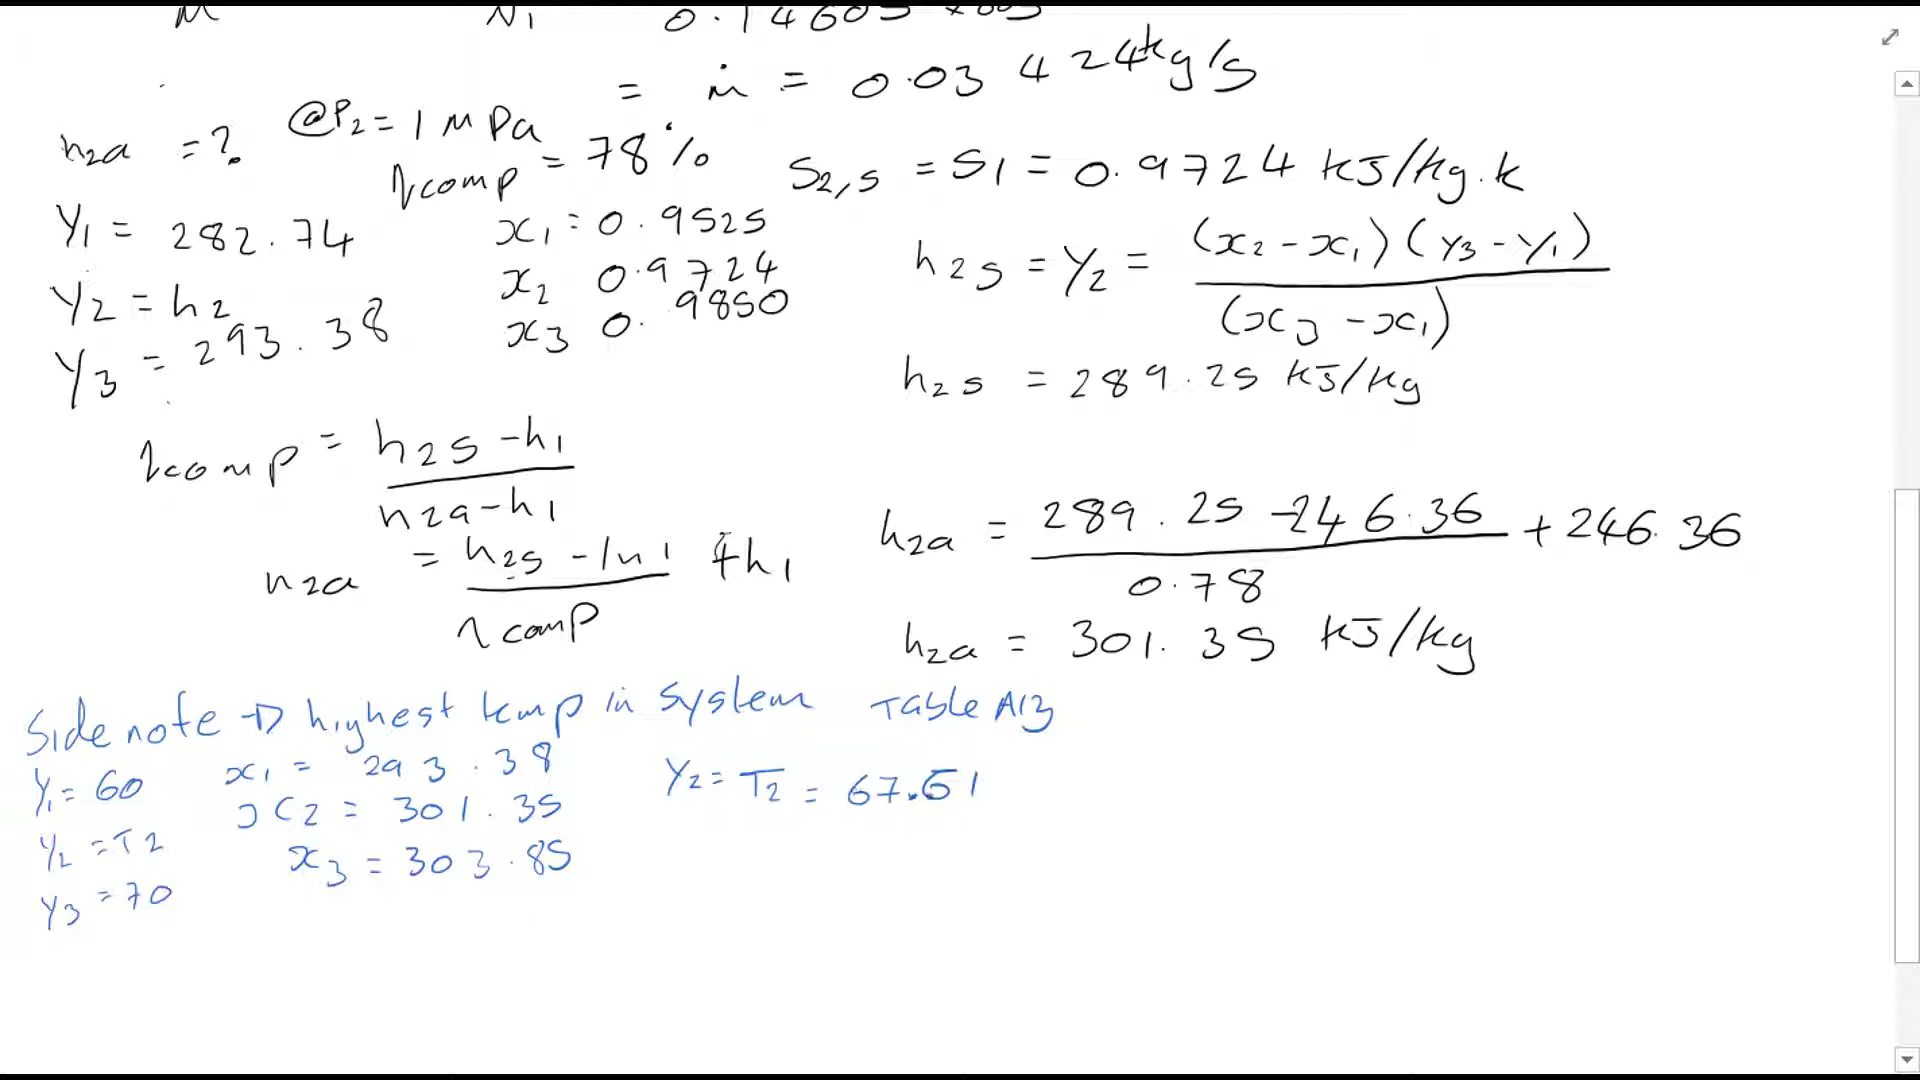 = ṁ = 0.03424kg/s
h2a = ? @P2 = 1 MPa
ηcomp = 78%
S2,s = S1 = 0.9724 kJ/kg.k
Y1 = 282.74 x1 = 0.9525
Y2 = h2 x2 0.9724
Y3 = 293.38 x3 0.9850
h2s = Y2 = (x2 - x1)(Y3 - Y1)
(x3 - x1)
h2s = 289.25 kJ/kg
ηcomp = h2s - h1
h2a - h1
h2a = h2s - h1 + h1
ηcomp
h2a = 289.25 - 246.36 + 246.36
0.78
h2a = 301.35 kJ/kg
Side note → highest temp in system Table A13
Y1 = 60 x1 = 293.38
Y2 = T2 x2 = 301.35
Y3 = 70 x3 = 303.85
Y2 = T2 = 67.61